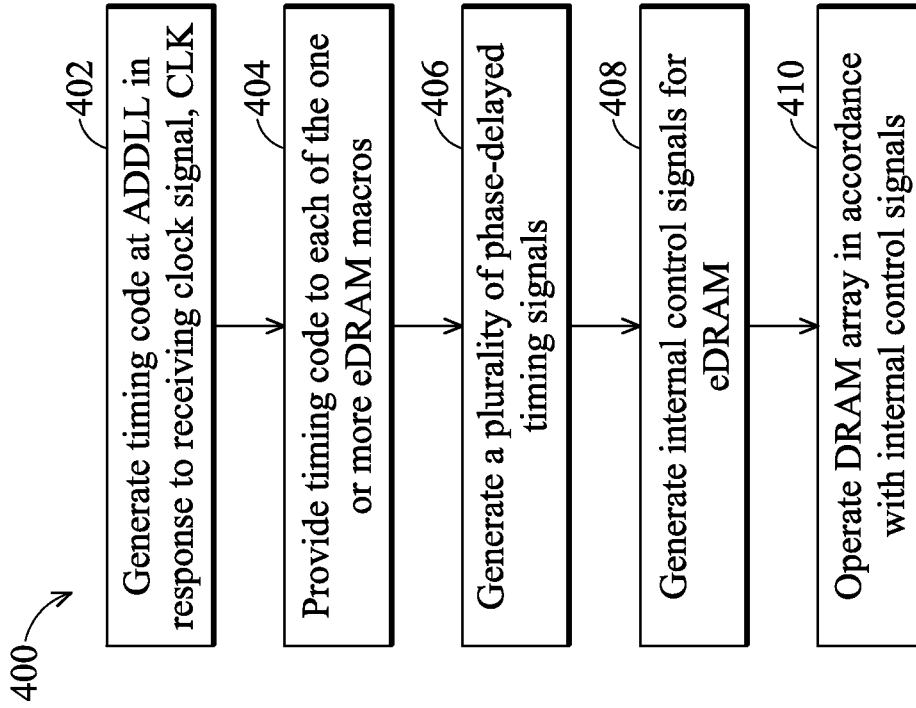 400
402
Generate timing code at ADDLL in
response to receiving clock signal, CLK
404
Provide timing code to each of the one
or more eDRAM macros
406
Generate a plurality of phase-delayed
timing signals
408
Generate internal control signals for
eDRAM
410
Operate DRAM array in accordance
with internal control signals